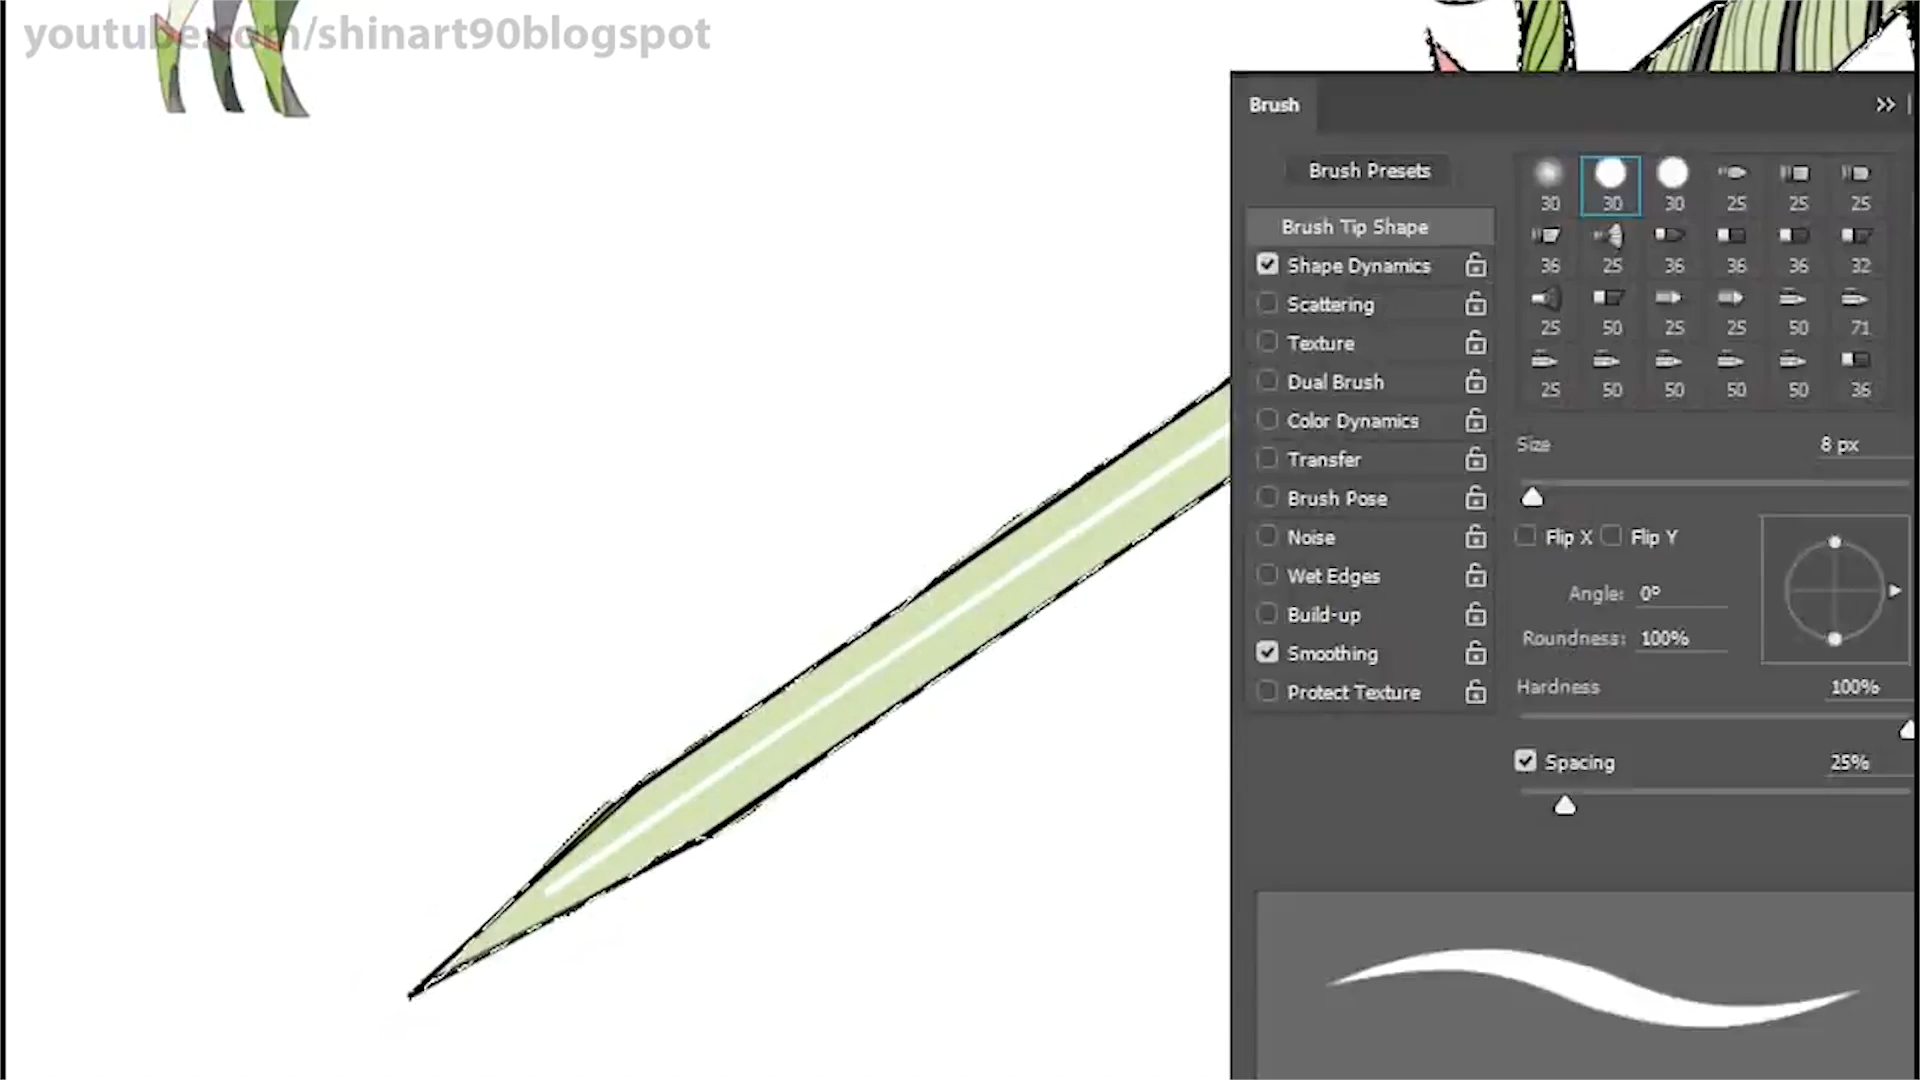 youtube.com/shinart90blogspot
Brush
Brush Presets
30 30 30 25 25 25
Brush Tip Shape
Shape Dynamics
36 25 36 36 36 32
Scattering
25 50 25 25 50 71
Texture
Dual Brush
25 50 50 50 50 36
Color Dynamics
Size 8 px
Transfer
Brush Pose
Noise
Flip X Flip Y
Wet Edges
Angle: 0º
Build-up
Roundness: 100%
Smoothing
Hardness 100%
Protect Texture
Spacing 25%